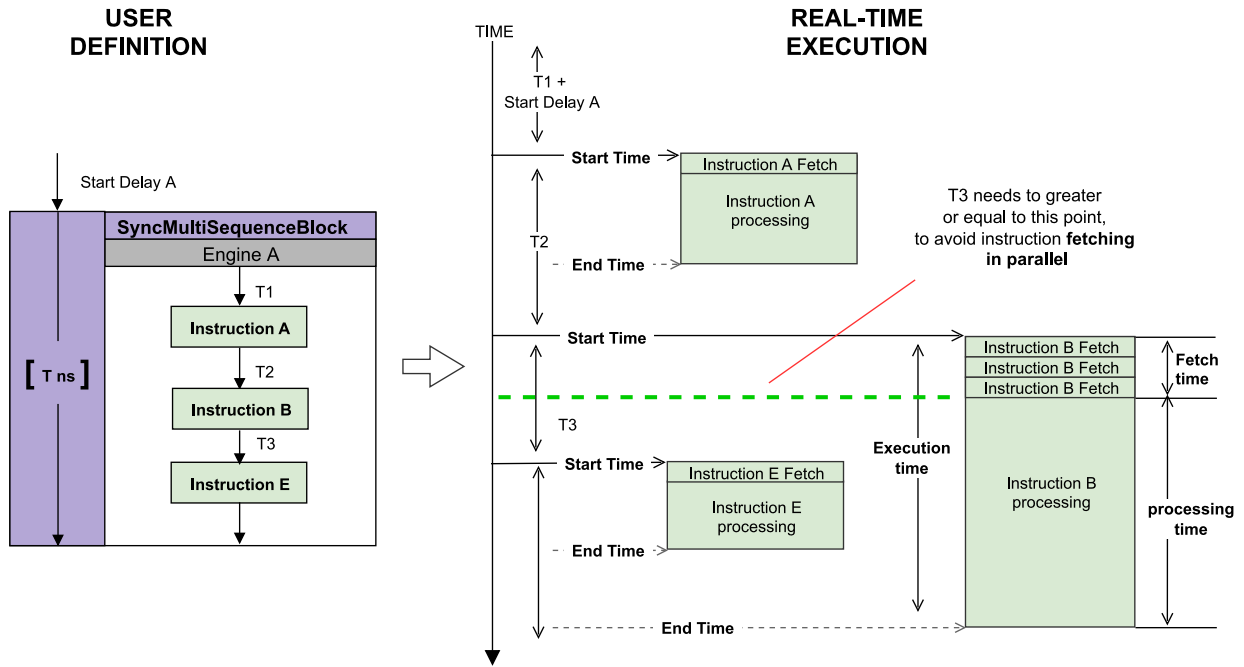 USER
DEFINITION
Start Delay A
SyncMultiSequenceBlock
Engine A
T1
Instruction A
T2
[ T ns ]
Instruction B
T3
Instruction E
REAL-TIME
EXECUTION
TIME
T1 +
Start Delay A
Start Time
Instruction A Fetch
Instruction A
processing
T2
End Time
T3 needs to greater
or equal to this point,
to avoid instruction fetching
in parallel
Start Time
Instruction B Fetch
Instruction B Fetch
Instruction B Fetch
Fetch
time
T3
Execution
time
Start Time
Instruction E Fetch
Instruction E
processing
End Time
Instruction B
processing
processing
time
End Time